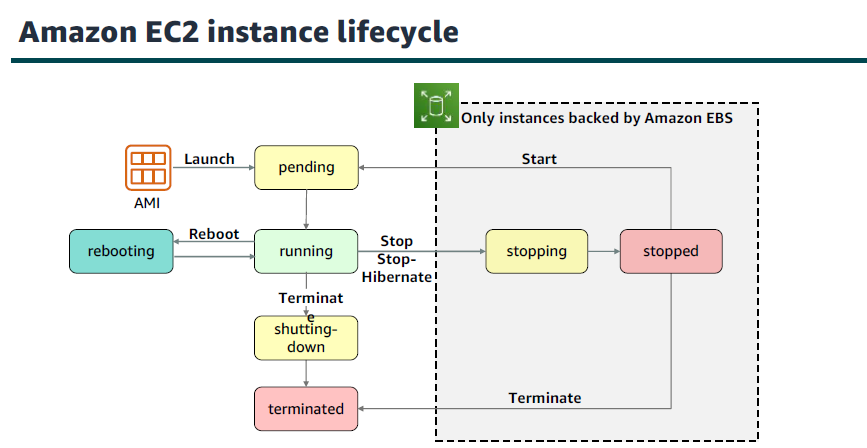 Amazon EC2 instance lifecycle
Only instances backed by Amazon EBS
Launch
pending
Start
AMI
rebooting
Reboot
running
Stop
Stop-
Hibernate
stopping
stopped
Terminat
e
shutting-
down
terminated
Terminate